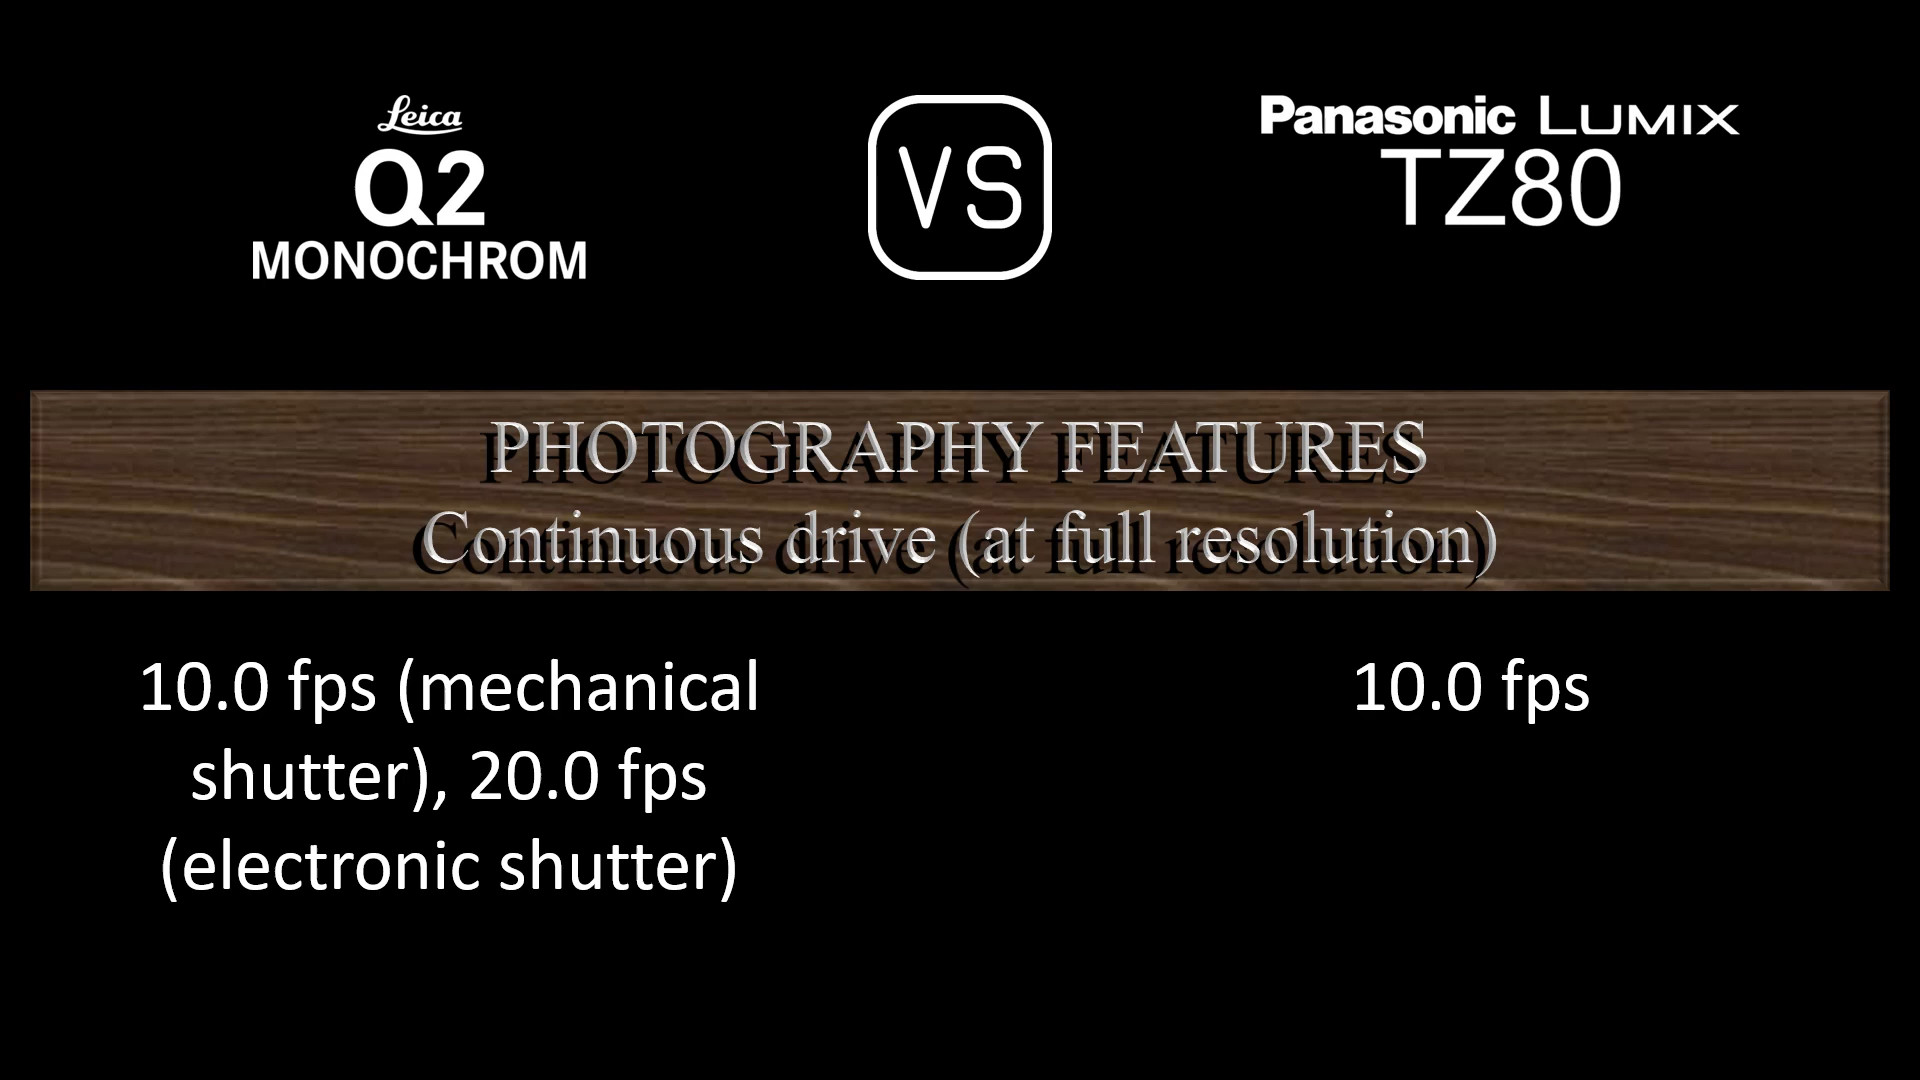 Leica
Q2
MONOCHROM
VS
Panasonic LUMIX
TZ80
PHOTOGRAPHY FEATURES
Continuous drive (at full resolution)
10.0 fps (mechanical
shutter), 20.0 fps
(electronic shutter)
10.0 fps